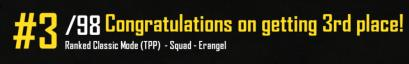 #3 /98 Congratulations on getting 3rd place!
Ranked Classic Mode (TPP) - Squad - Erangel